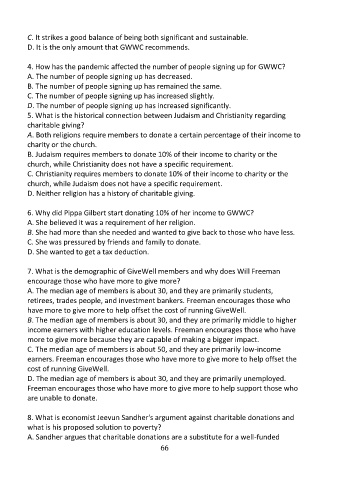 C. It strikes a good balance of being both significant and sustainable.
D. It is the only amount that GWWC recommends.
4. How has the pandemic affected the number of people signing up for GWWC?
A. The number of people signing up has decreased.
B. The number of people signing up has remained the same.
C. The number of people signing up has increased slightly.
D. The number of people signing up has increased significantly.
5. What is the historical connection between Judaism and Christianity regarding
charitable giving?
A. Both religions require members to donate a certain percentage of their income to
charity or the church.
B. Judaism requires members to donate 10% of their income to charity or the
church, while Christianity does not have a specific requirement.
C. Christianity requires members to donate 10% of their income to charity or the
church, while Judaism does not have a specific requirement.
D. Neither religion has a history of charitable giving.
6. Why did Pippa Gilbert start donating 10% of her income to GWWC?
A. She believed it was a requirement of her religion.
B. She had more than she needed and wanted to give back to those who have less.
C. She was pressured by friends and family to donate.
D. She wanted to get a tax deduction.
7. What is the demographic of GiveWell members and why does Will Freeman
encourage those who have more to give more?
A. The median age of members is about 30, and they are primarily students,
retirees, trades people, and investment bankers. Freeman encourages those who
have more to give more to help offset the cost of running GiveWell.
B. The median age of members is about 30, and they are primarily middle to higher
income earners with higher education levels. Freeman encourages those who have
more to give more because they are capable of making a bigger impact.
C. The median age of members is about 50, and they are primarily low-income
earners. Freeman encourages those who have more to give more to help offset the
cost of running GiveWell.
D. The median age of members is about 30, and they are primarily unemployed.
Freeman encourages those who have more to give more to help support those who
are unable to donate.
8. What is economist Jeevun Sandher's argument against charitable donations and
what is his proposed solution to poverty?
A. Sandher argues that charitable donations are a substitute for a well-funded
66